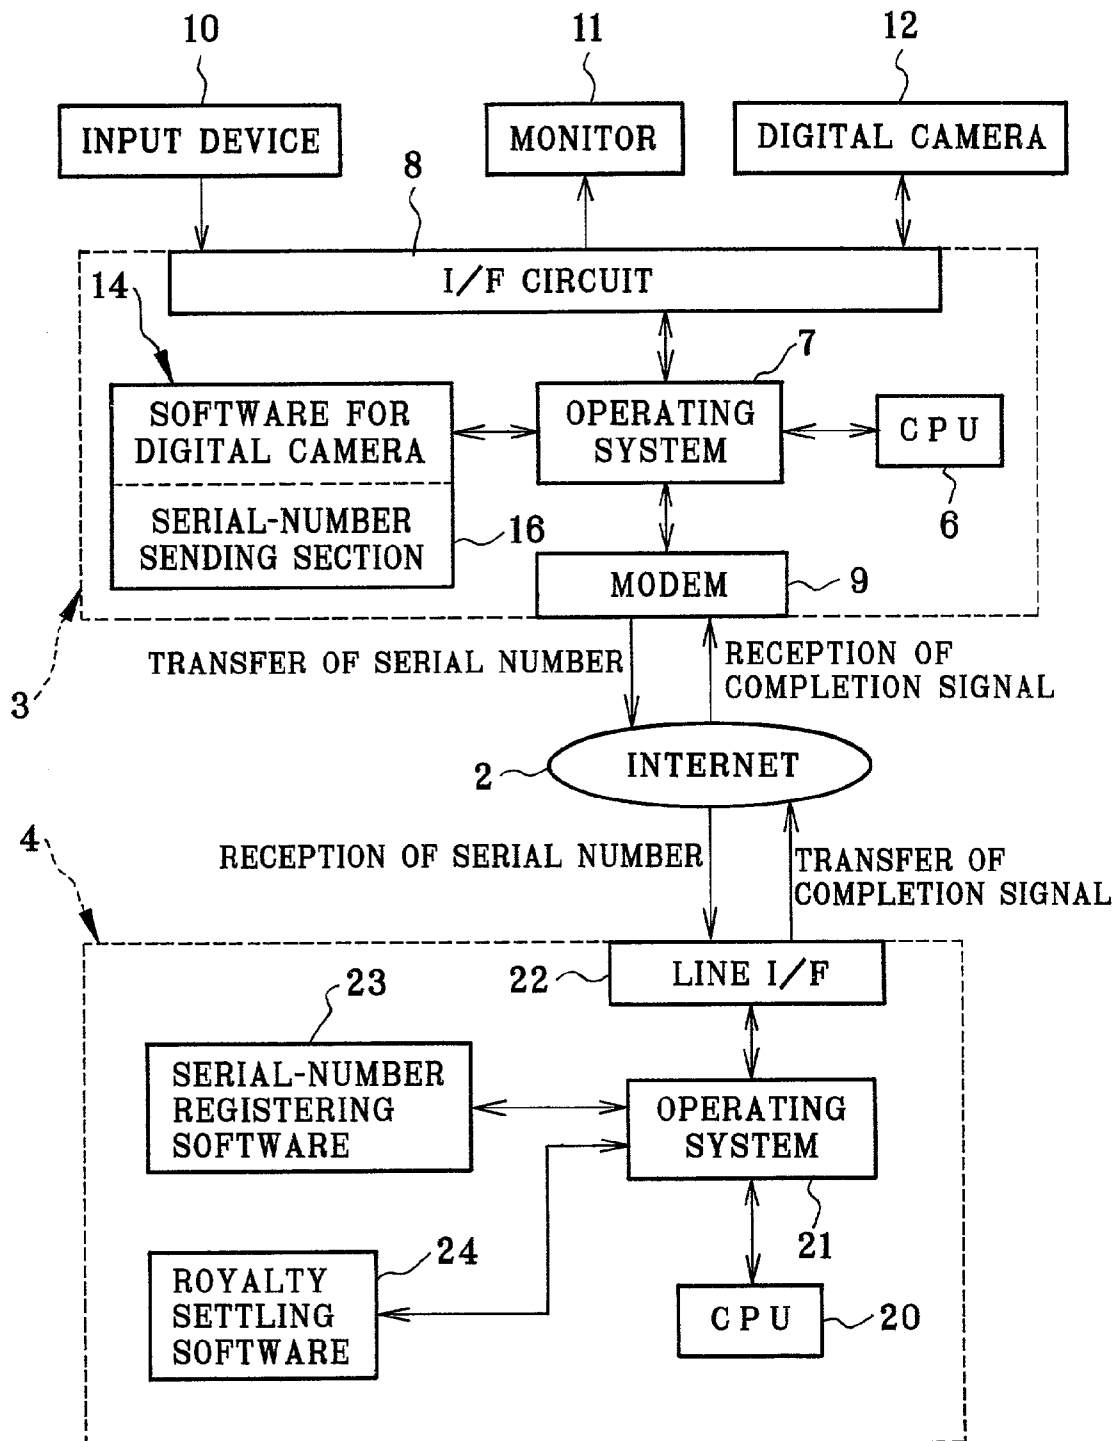 10
11
12
INPUT DEVICE
MONITOR
DIGITAL CAMERA
8
I/F CIRCUIT
14
7
SOFTWARE FOR
DIGITAL CAMERA
OPERATING
SYSTEM
CPU
SERIAL-NUMBER
SENDING SECTION
16
6
MODEM
9
3
TRANSFER OF SERIAL NUMBER
RECEPTION OF
COMPLETION SIGNAL
2
INTERNET
4
RECEPTION OF SERIAL NUMBER
TRANSFER OF
COMPLETION SIGNAL
22
LINE I/F
23
SERIAL-NUMBER
REGISTERING
SOFTWARE
OPERATING
SYSTEM
21
24
ROYALTY
SETTLING
SOFTWARE
CPU
20